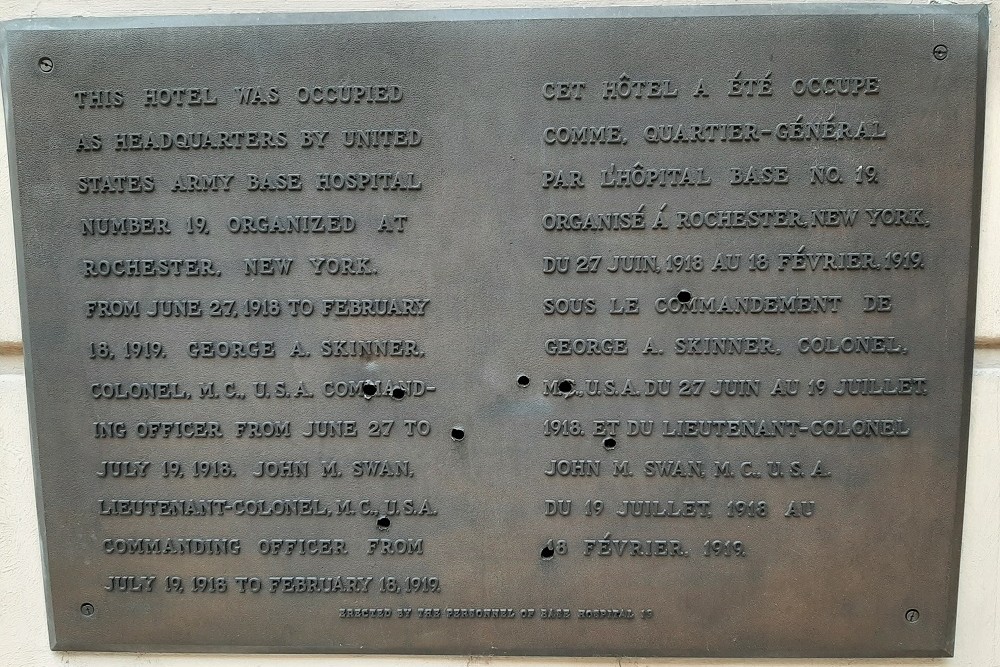 THIS HOTEL WAS OCCUPIED
AS HEADQUARTERS BY UNITED
STATES ARMY BASE HOSPITAL
NUMBER 19, ORGANIZED AT
ROCHESTER, NEW YORK.
FROM JUNE 27, 1918 TO FEBRUARY
18, 1919. GEORGE A. SKINNER,
COLONEL, M.C., U.S.A. COMMAND-
ING OFFICER FROM JUNE 27 TO
JULY 19, 1918. JOHN M. SWAN,
LIEUTENANT-COLONEL, M.C., U.S.A.
COMMANDING OFFICER FROM
JULY 19, 1918 TO FEBRUARY 18, 1919.
CET HÔTEL A ÉTÉ OCCUPE
COMME, QUARTIER-GÉNÉRAL
PAR L'HÔPITAL BASE NO. 19.
ORGANISÉ Á ROCHESTER, NEW YORK,
DU 27 JUIN, 1918 AU 18 FÉVRIER, 1919.
SOUS LE COMMANDEMENT DE
GEORGE A. SKINNER, COLONEL,
M.C., U.S.A. DU 27 JUIN AU 19 JUILLET,
1918. ET DU LIEUTENANT-COLONEL
JOHN M. SWAN, M.C., U.S.A.
DU 19 JUILLET, 1918 AU
18 FÉVRIER, 1919.
ERECTED BY THE PERSONNEL OF BASE HOSPITAL 19